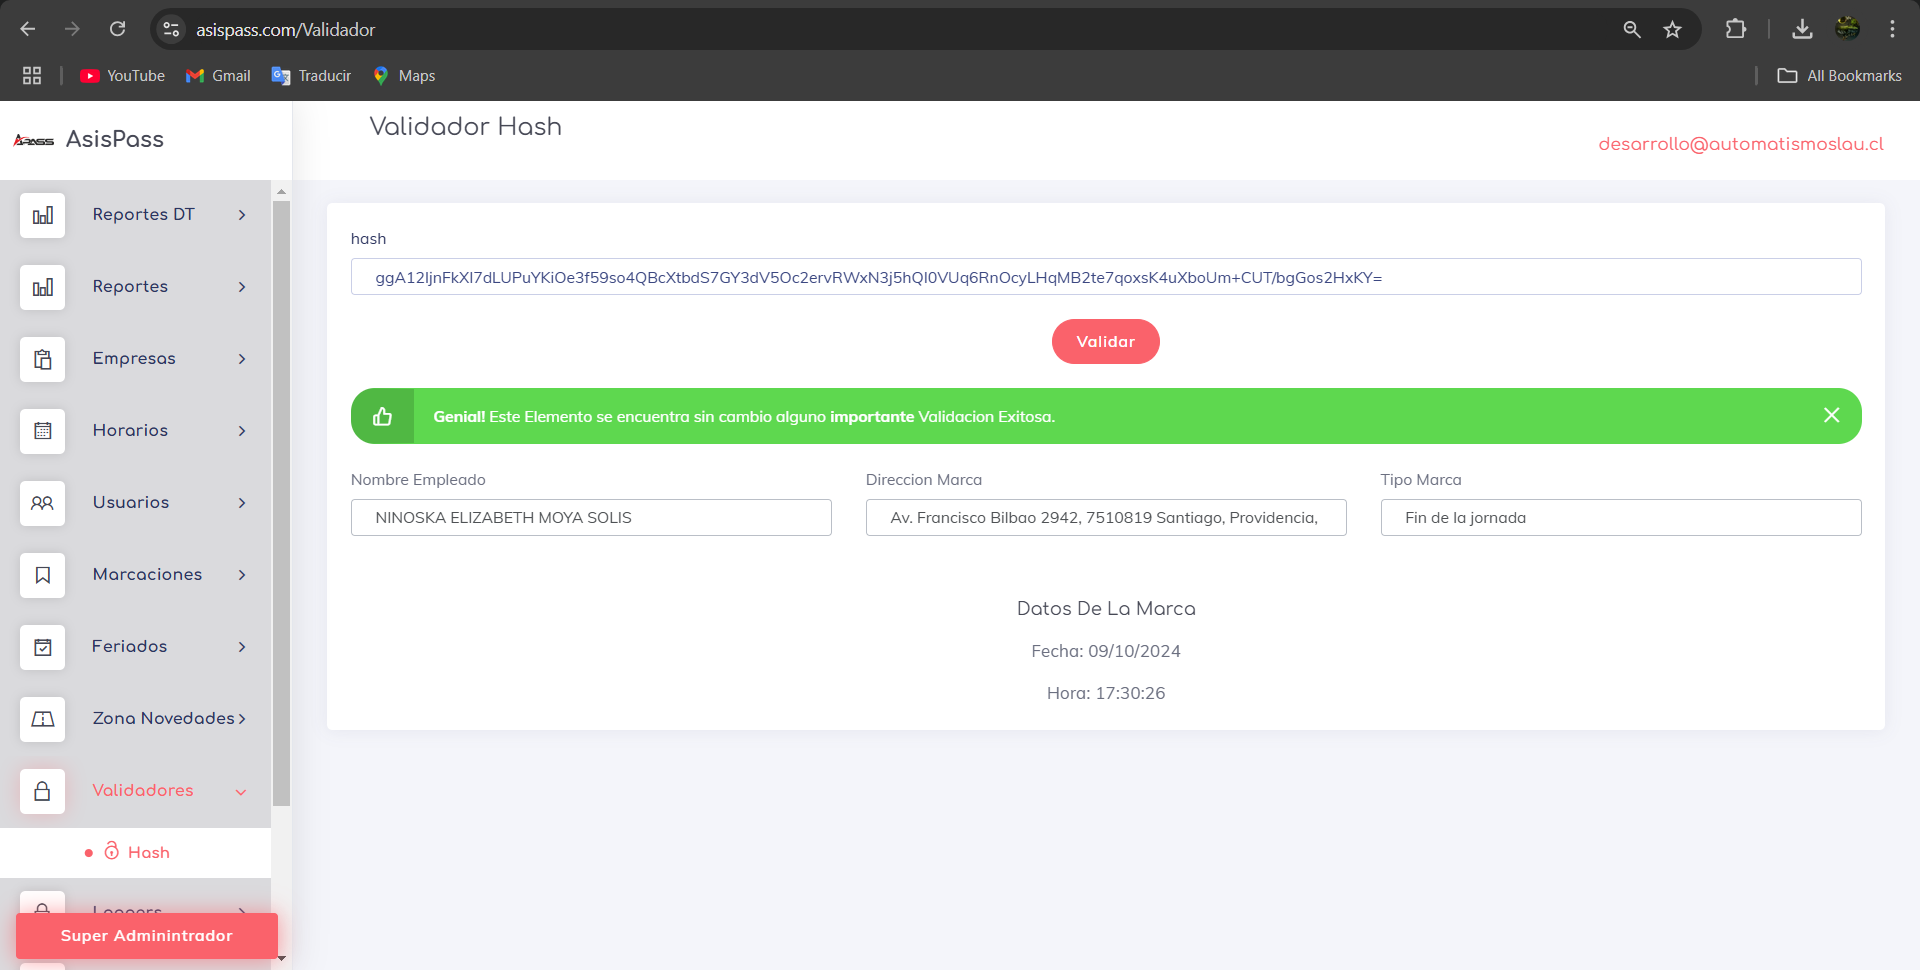 asispass.com/Validador
YouTube
Gmail
Traducir
Maps
All Bookmarks
APASS
AsisPass
Validador Hash
desarrollo@automatismoslau.cl
Reportes DT
Reportes
Empresas
Horarios
Usuarios
Marcaciones
Feriados
Zona Novedades
Validadores
Hash
Super Adminintrador
hash
ggA12IjnFkXI7dLUPuYKiOe3f59so4QBcXtbdS7GY3dV5Oc2ervRWxN3j5hQI0VUq6RnOcyLHqMB2te7qoxsK4uXboUm+CUT/bgGos2HxKY=
Validar
Genial! Este Elemento se encuentra sin cambio alguno importante Validacion Exitosa.
Nombre Empleado
Direccion Marca
Tipo Marca
NINOSKA ELIZABETH MOYA SOLIS
Av. Francisco Bilbao 2942, 7510819 Santiago, Providencia,
Fin de la jornada
Datos De La Marca
Fecha: 09/10/2024
Hora: 17:30:26